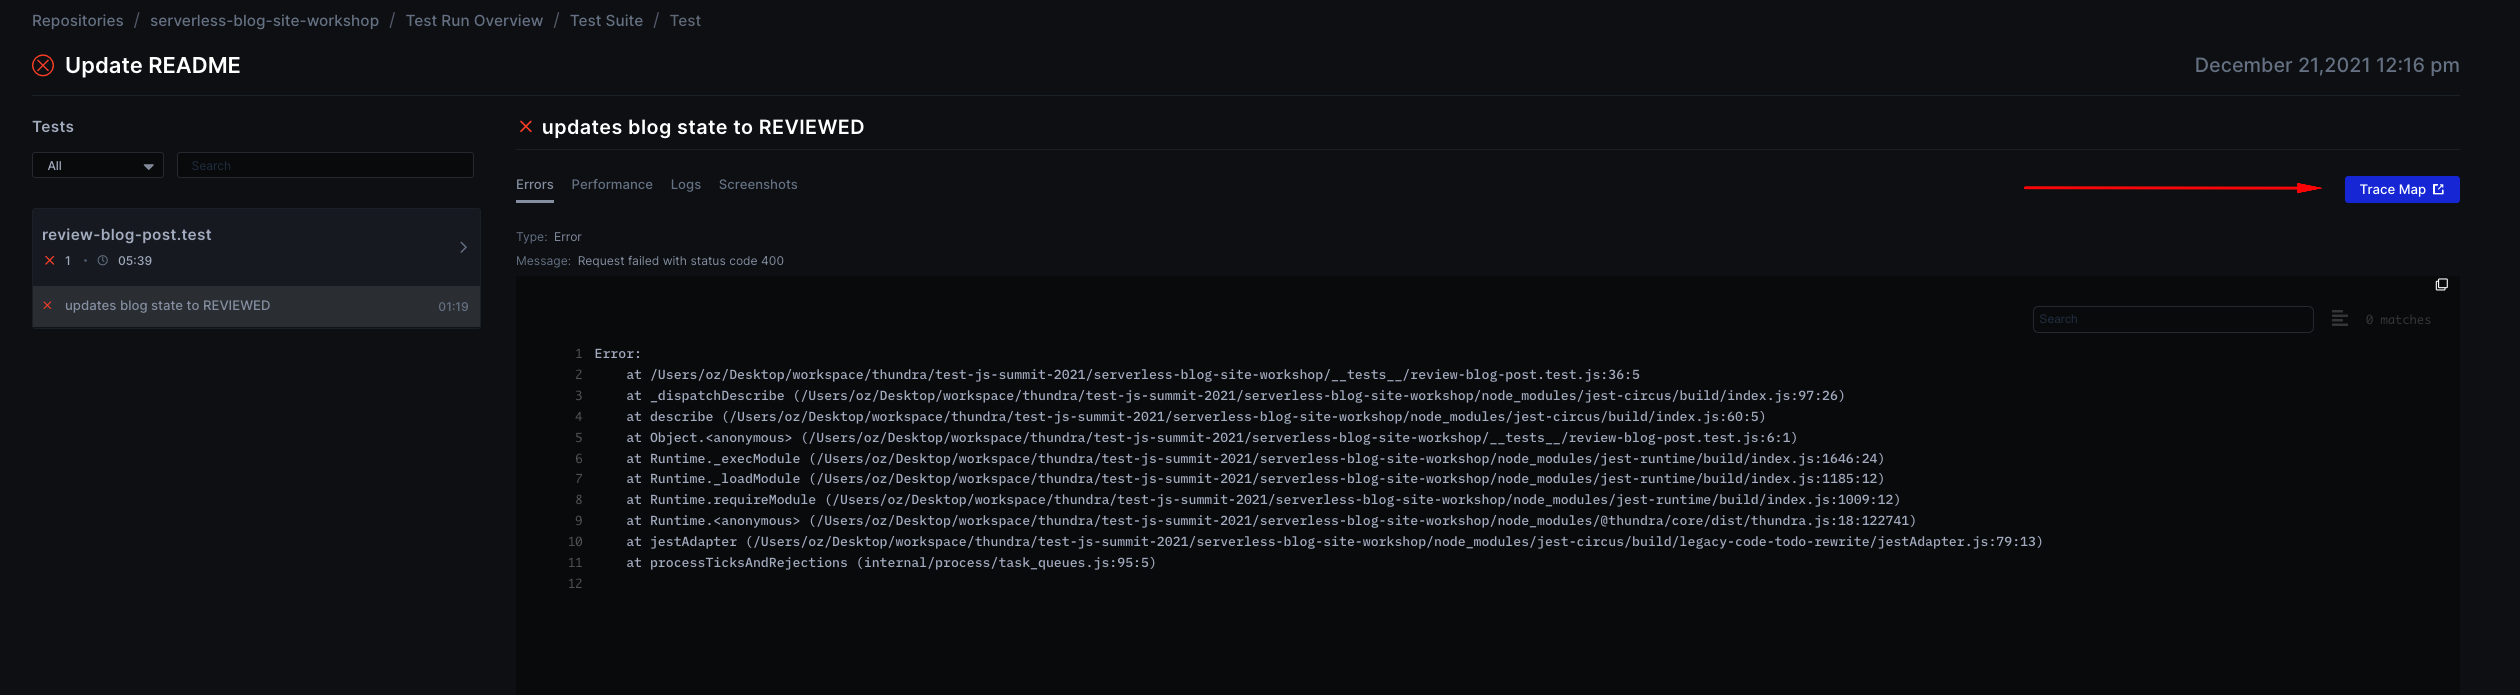 Repositories / serverless-blog-site-workshop / Test Run Overview / Test Suite / Test
Update README
December 21,2021 12:16 pm
Tests
All
Search
review-blog-post.test
1 • 05:39
updates blog state to REVIEWED 01:19
updates blog state to REVIEWED
Errors Performance Logs Screenshots
Trace Map
Type: Error
Message: Request failed with status code 400
Search
0 matches
1 Error:
2 at /Users/oz/Desktop/workspace/thundra/test-js-summit-2021/serverless-blog-site-workshop/__tests__/review-blog-post.test.js:36:5
3 at _dispatchDescribe (/Users/oz/Desktop/workspace/thundra/test-js-summit-2021/serverless-blog-site-workshop/node_modules/jest-circus/build/index.js:97:26)
4 at describe (/Users/oz/Desktop/workspace/thundra/test-js-summit-2021/serverless-blog-site-workshop/node_modules/jest-circus/build/index.js:60:5)
5 at Object.<anonymous> (/Users/oz/Desktop/workspace/thundra/test-js-summit-2021/serverless-blog-site-workshop/__tests__/review-blog-post.test.js:6:1)
6 at Runtime._execModule (/Users/oz/Desktop/workspace/thundra/test-js-summit-2021/serverless-blog-site-workshop/node_modules/jest-runtime/build/index.js:1646:24)
7 at Runtime._loadModule (/Users/oz/Desktop/workspace/thundra/test-js-summit-2021/serverless-blog-site-workshop/node_modules/jest-runtime/build/index.js:1185:12)
8 at Runtime.requireModule (/Users/oz/Desktop/workspace/thundra/test-js-summit-2021/serverless-blog-site-workshop/node_modules/jest-runtime/build/index.js:1009:12)
9 at Runtime.<anonymous> (/Users/oz/Desktop/workspace/thundra/test-js-summit-2021/serverless-blog-site-workshop/node_modules/@thundra/core/dist/thundra.js:18:122741)
10 at jestAdapter (/Users/oz/Desktop/workspace/thundra/test-js-summit-2021/serverless-blog-site-workshop/node_modules/jest-circus/build/legacy-code-todo-rewrite/jestAdapter.js:79:13)
11 at processTicksAndRejections (internal/process/task_queues.js:95:5)
12